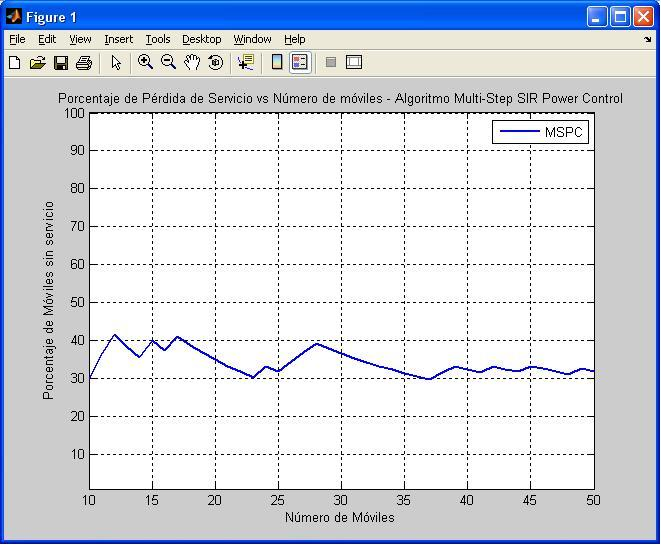 Figure 1
File Edit View Insert Tools Desktop Window Help
Porcentaje de Pérdida de Servicio vs Número de móviles - Algoritmo Multi-Step SIR Power Control
MSPC
Porcentaje de Móviles sin servicio
100
90
80
70
60
50
40
30
20
10
10 15 20 25 30 35 40 45 50
Número de Móviles